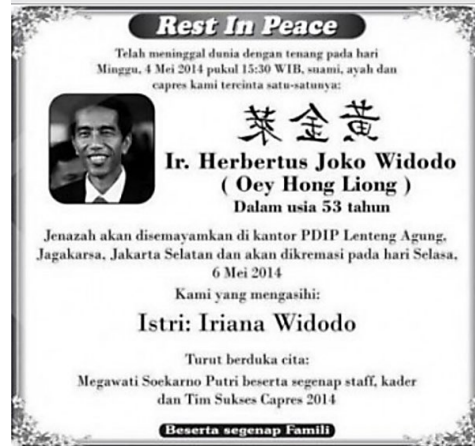 Rest In Peace
Telah meninggal dunia dengan tenang pada hari
Minggu, 4 Mei 2014 pukul 15:30 WIB, suami, ayah dan
capres kami tercinta satu-satunya:
黃金萊
Ir. Herbertus Joko Widodo
( Oey Hong Liong )
Dalam usia 53 tahun
Jenazah akan disemayamkan di kantor PDIP Lenteng Agung,
Jagakarsa, Jakarta Selatan dan akan dikremasi pada hari Selasa,
6 Mei 2014
Kami yang mengasihi:
Istri: Iriana Widodo
Turut berduka cita:
Megawati Soekarno Putri beserta segenap staff, kader
dan Tim Sukses Capres 2014
Beserta segenap Famili